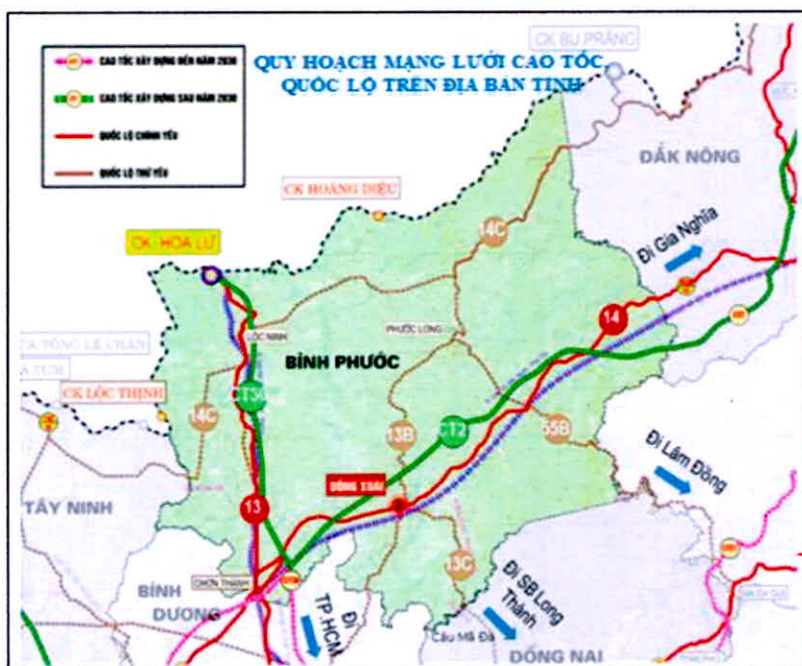 CAO TỐC XÂY DỰNG ĐẾN NĂM 2030
CAO TỐC XÂY DỰNG SAU NĂM 2030
QUỐC LỘ CHÍNH YẾU
QUỐC LỘ THỨ YẾU
QUY HOẠCH MẠNG LƯỚI CAO TỐC,
QUỐC LỘ TRÊN ĐỊA BÀN TỈNH
CK BU PRĂNG
ĐẮK NÔNG
CK HOÀNG DIỆU
14C
CK HOA LƯ
Đi Gia Nghĩa
14
LỘC NINH
PHƯỚC LONG
CK TỐNG LÊ CHÂN
BÌNH PHƯỚC
CK LỘC THỊNH
14C
13B
CT2
55B
Đi Lâm Đồng
TÂY NINH
13
ĐỒNG XOÀI
13C
CHƠN THÀNH
BÌNH
DƯƠNG
Đi
TP HCM
Đi SB Long
Thành
Cầu Mã Đà
ĐỒNG NAI